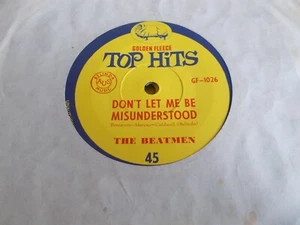 GOLDEN FLEECE
TOP HiTS
GF-1026
DON'T LET ME BE
MISUNDERSTOOD
THE BEATMEN
45